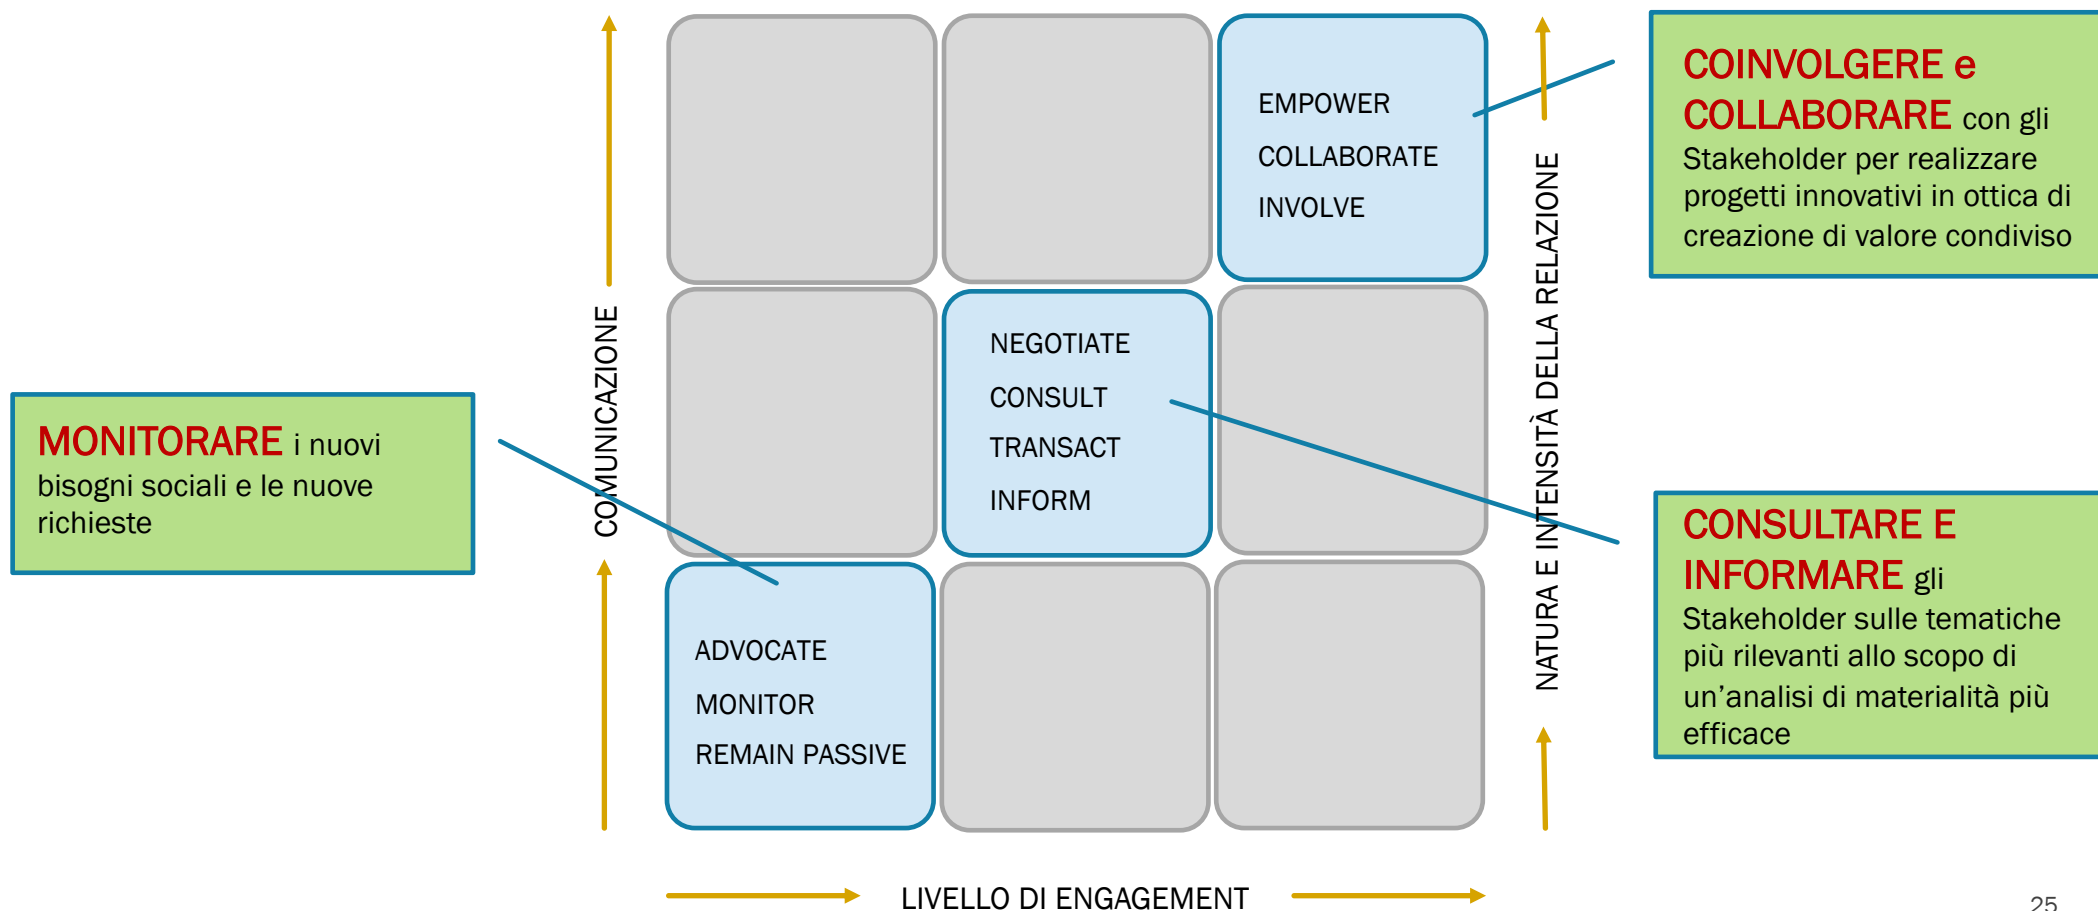 EMPOWER
COLLABORATE
INVOLVE
COINVOLGERE e
COLLABORARE con gli
Stakeholder per realizzare
progetti innovativi in ottica di
creazione di valore condiviso
COMUNICAZIONE
NATURA E INTENSITÀ DELLA RELAZIONE
NEGOTIATE
CONSULT
TRANSACT
INFORM
MONITORARE i nuovi
bisogni sociali e le nuove
richieste
CONSULTARE E
INFORMARE gli
Stakeholder sulle tematiche
più rilevanti allo scopo di
un’analisi di materialità più
efficace
ADVOCATE
MONITOR
REMAIN PASSIVE
LIVELLO DI ENGAGEMENT
25